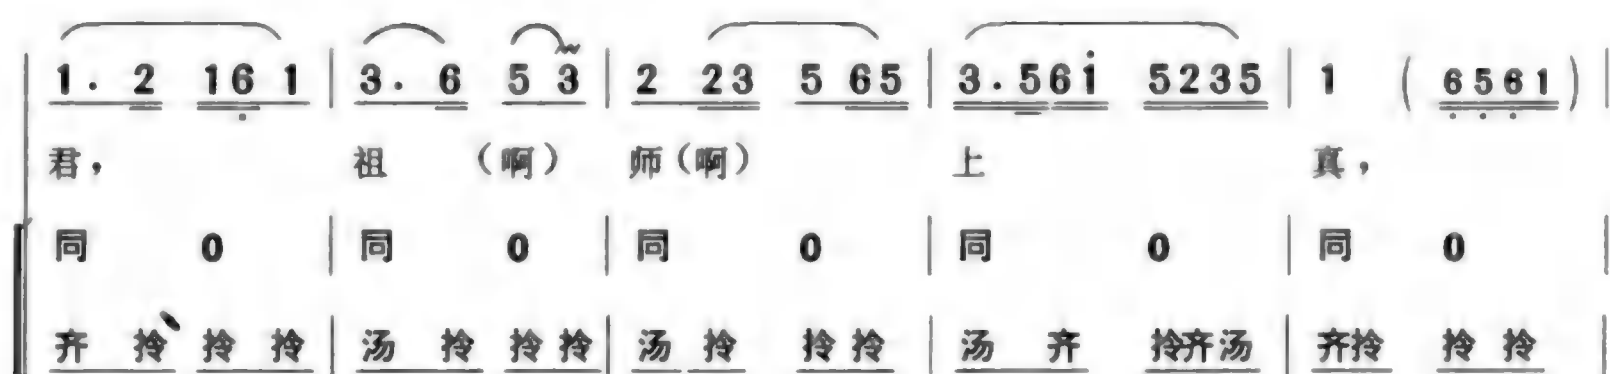 1. 2 16 1 | 3. 6 5 3 | 2 23 5 65 | 3.56i 5235 | 1 (6561) |
君， 祖 （啊） 师（啊） 上 真，
同 0 | 同 0 | 同 0 | 同 0 | 同 0
齐 拎 拎 拎 | 汤 拎 拎 拎 | 汤 拎 拎 拎 | 汤 齐 拎齐汤 | 齐拎 拎 拎 |